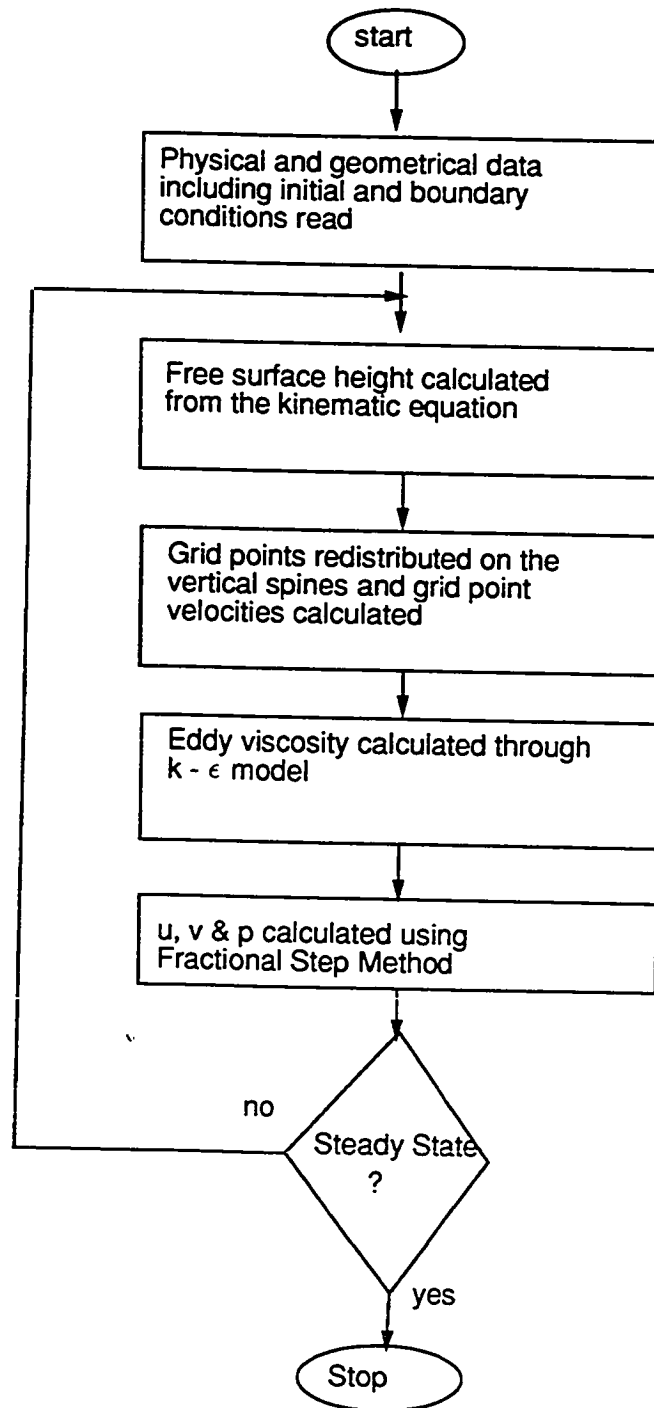 start
Physical and geometrical data
including initial and boundary
conditions read
Free surface height calculated
from the kinematic equation
Grid points redistributed on the
vertical spines and grid point
velocities calculated
Eddy viscosity calculated through
k - ϵ model
u, v & p calculated using
Fractional Step Method
no
Steady State
?
yes
Stop